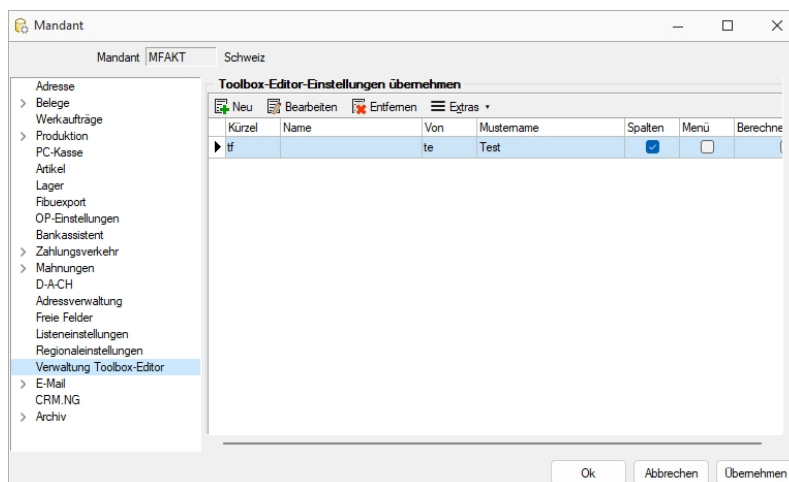 Mandant
Mandant MFAKT Schweiz
Adresse
Belege
Werkaufträge
Produktion
PC-Kasse
Artikel
Lager
Fibuexport
OP-Einstellungen
Bankassistent
Zahlungsverkehr
Mahnungen
D-A-CH
Adressverwaltung
Freie Felder
Listeneinstellungen
Regionaleinstellungen
Verwaltung Toolbox-Editor
E-Mail
CRM.NG
Archiv
Toolbox-Editor-Einstellungen übernehmen
Neu Bearbeiten Entfernen Extras
Kürzel Name Von Mustername Spalten Menü Berechne
tf te Test
Ok Abbrechen Übernehmen